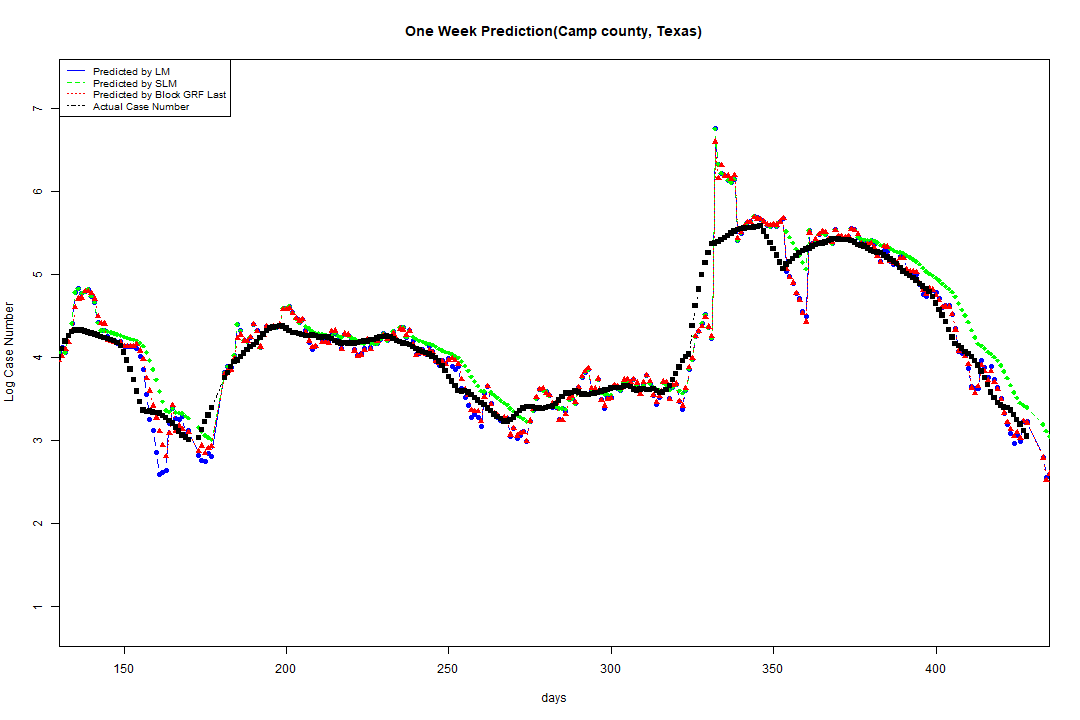 One Week Prediction(Camp county, Texas)
Predicted by LM
Predicted by SLM
Predicted by Block GRF Last
Actual Case Number
7
6
5
4
3
2
1
Log Case Number
150 200 250 300 350 400
days